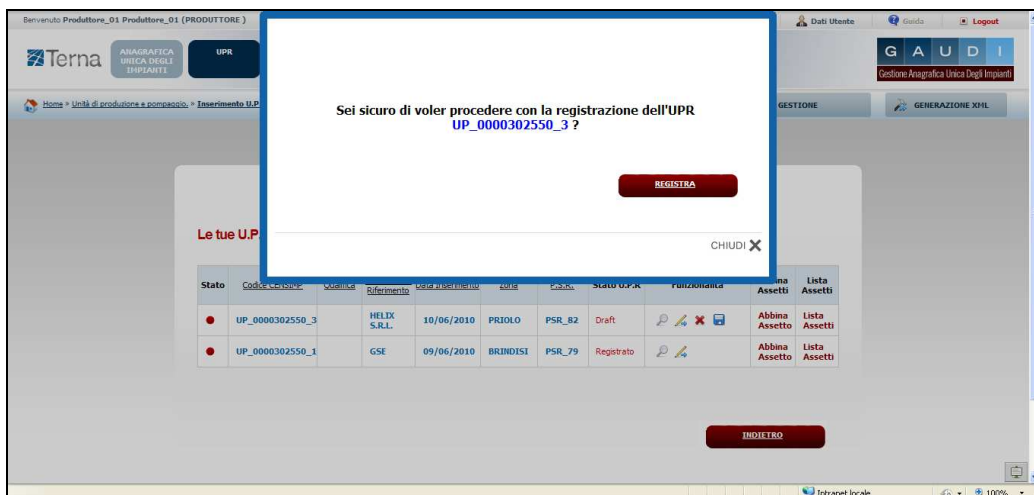 Benvenuto Produttore_01 Produttore_01 (PRODUTTORE )
Dati Utente
Guida
Logout
Terna
ANAGRAFICA
UNICA DEGLI
IMPIANTI
UPR
GAUDI
Gestione Anagrafica Unica Degli Impianti
Home » Unità di produzione e pompaggio. » Inserimento U.P
GESTIONE
GENERAZIONE XML
Sei sicuro di voler procedere con la registrazione dell'UPR
UP_0000302550_3 ?
REGISTRA
CHIUDI
Le tue U.P.
Stato Codice CENSIMP Qualifica Riferimento Data Inserimento Zona P.S.R. Stato U.P.R Funzionalità Assetti Lista Assetti
UP_0000302550_3 HELIX S.R.L. 10/06/2010 PRIOLO PSR_82 Draft Abbina Assetto Lista Assetti
UP_0000302550_1 GSE 09/06/2010 BRINDISI PSR_79 Registrato Abbina Assetto Lista Assetti
INDIETRO
Intranet locale
100%